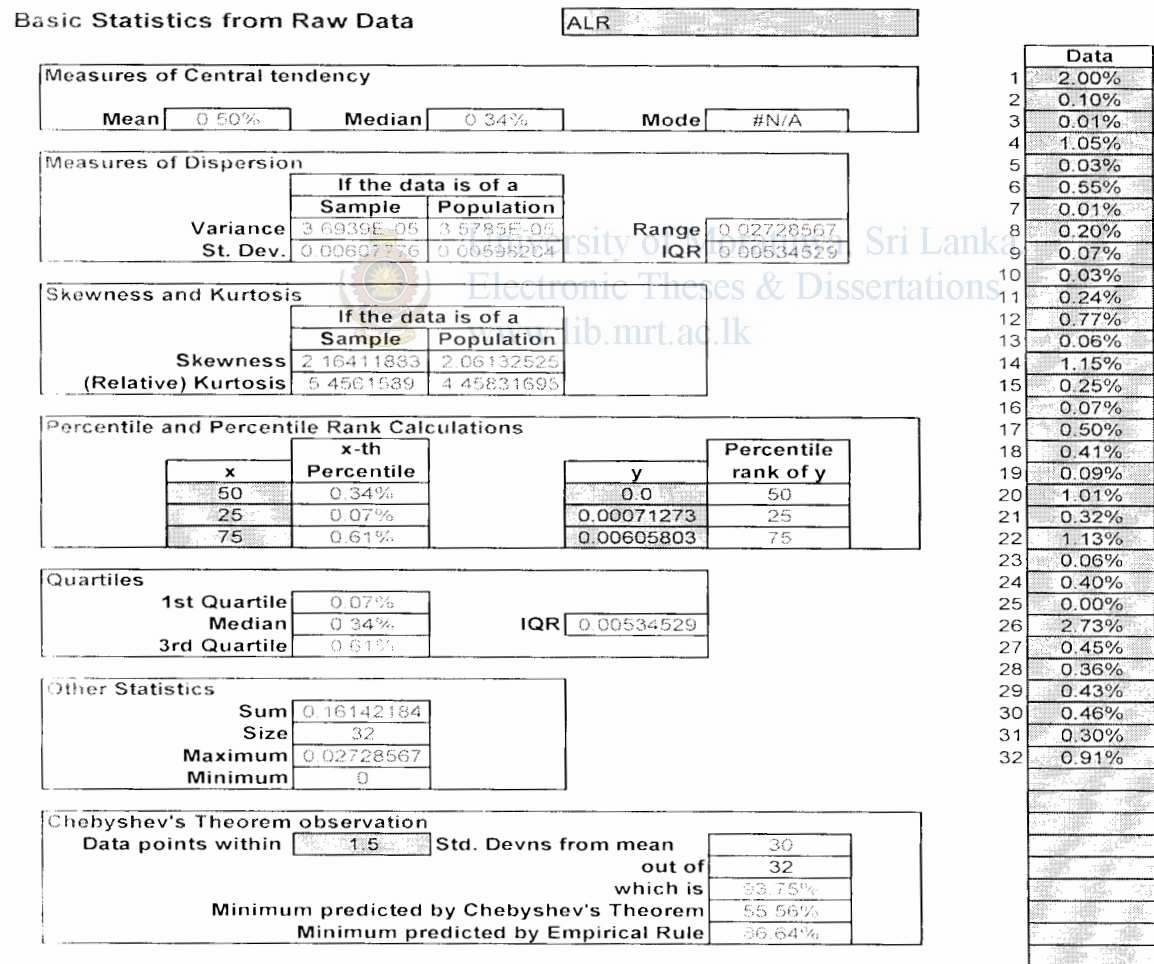 Basic Statistics from Raw Data
ALR
Measures of Central tendency
Mean 0.50% Median 0.34% Mode #N/A
Measures of Dispersion
If the data is of a
Sample Population
Variance 3.6939E-05 3.5785E-05 Range 0.02728567
St. Dev. IQR 0.00534529
University of Moratuwa, Sri Lanka
Electronic Theses & Dissertations
www.lib.mrt.ac.lk
Skewness and Kurtosis
If the data is of a
Sample Population
Skewness 2.16411883 2.06132525
(Relative) Kurtosis 5.4561589 4.45831695
Percentile and Percentile Rank Calculations
x-th
Percentile
x Percentile y rank of y
50 0.34% 0.0 50
25 0.07% 0.00071273 25
75 0.61% 0.00605803 75
Quartiles
1st Quartile 0.07%
Median 0.34% IQR 0.00534529
3rd Quartile 0.61%
Other Statistics
Sum 0.16142184
Size 32
Maximum 0.02728567
Minimum 0
Chebyshev's Theorem observation
Data points within 1.5 Std. Devns from mean 30
out of 32
which is 93.75%
Minimum predicted by Chebyshev's Theorem 55.56%
Minimum predicted by Empirical Rule 86.64%
Data
1 2.00%
2 0.10%
3 0.01%
4 1.05%
5 0.03%
6 0.55%
7 0.01%
8 0.20%
9 0.07%
10 0.03%
11 0.24%
12 0.77%
13 0.06%
14 1.15%
15 0.25%
16 0.07%
17 0.50%
18 0.41%
19 0.09%
20 1.01%
21 0.32%
22 1.13%
23 0.06%
24 0.40%
25 0.00%
26 2.73%
27 0.45%
28 0.36%
29 0.43%
30 0.46%
31 0.30%
32 0.91%